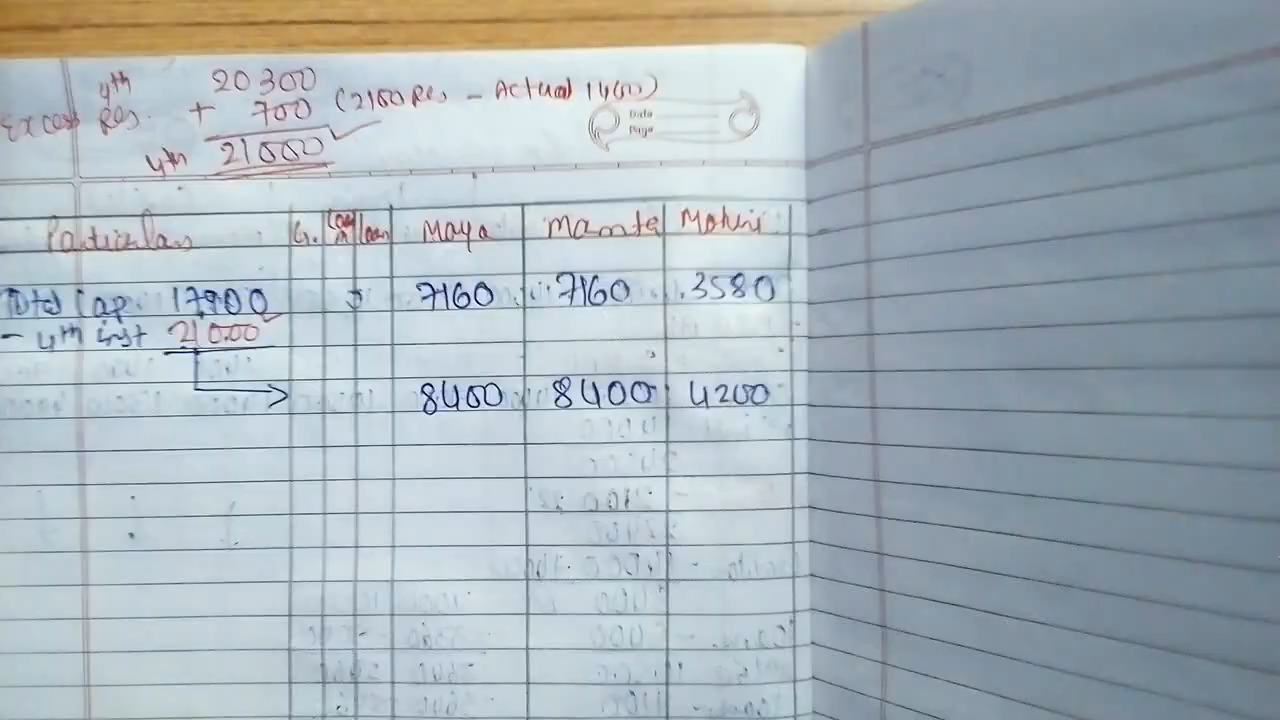 4th 20300
Excess Res. + 700 (2100 Res - Actual 1400)
4th 21000
Date
Page
Particulars G. Loan Maya Mamta Mohini
Total Cap. 17900 7160 7160 3580
- 4th inst 21000
8400 8400 4200